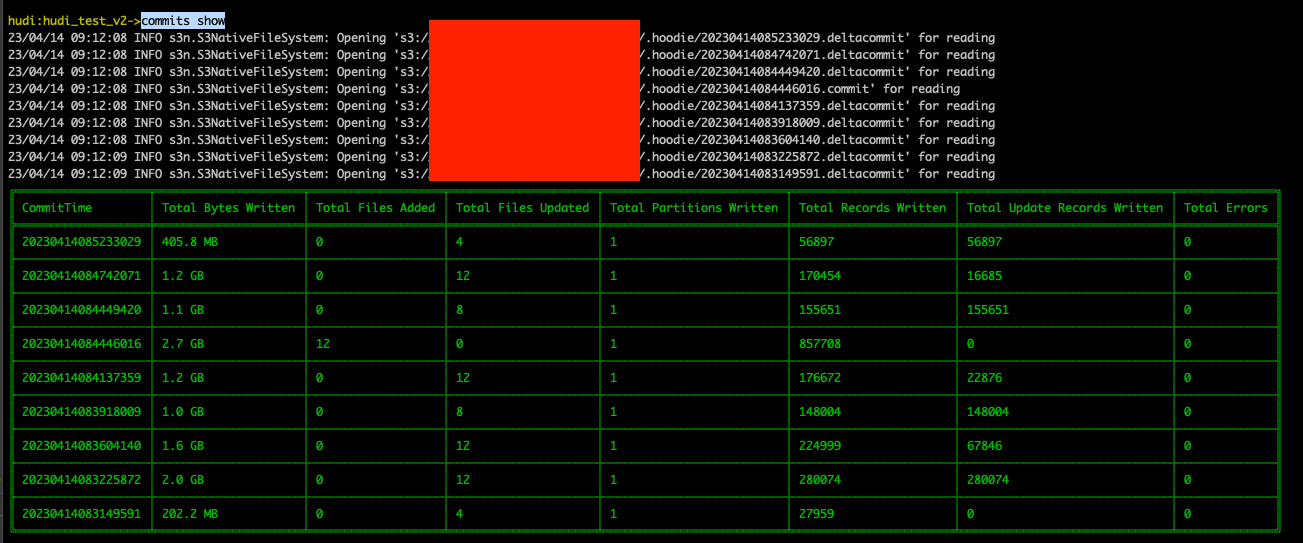 hudi:hudi_test_v2->commits show
23/04/14 09:12:08 INFO s3n.S3NativeFileSystem: Opening 's3:/ /.hoodie/20230414085233029.deltacommit' for reading
23/04/14 09:12:08 INFO s3n.S3NativeFileSystem: Opening 's3:/ /.hoodie/20230414084742071.deltacommit' for reading
23/04/14 09:12:08 INFO s3n.S3NativeFileSystem: Opening 's3:/ /.hoodie/20230414084449420.deltacommit' for reading
23/04/14 09:12:08 INFO s3n.S3NativeFileSystem: Opening 's3:/ /.hoodie/20230414084446016.commit' for reading
23/04/14 09:12:08 INFO s3n.S3NativeFileSystem: Opening 's3:/ /.hoodie/20230414084137359.deltacommit' for reading
23/04/14 09:12:08 INFO s3n.S3NativeFileSystem: Opening 's3:/ /.hoodie/20230414083918009.deltacommit' for reading
23/04/14 09:12:08 INFO s3n.S3NativeFileSystem: Opening 's3:/ /.hoodie/20230414083604140.deltacommit' for reading
23/04/14 09:12:09 INFO s3n.S3NativeFileSystem: Opening 's3:/ /.hoodie/20230414083225872.deltacommit' for reading
23/04/14 09:12:09 INFO s3n.S3NativeFileSystem: Opening 's3:/ /.hoodie/20230414083149591.deltacommit' for reading
CommitTime Total Bytes Written Total Files Added Total Files Updated Total Partitions Written Total Records Written Total Update Records Written Total Errors
20230414085233029 405.8 MB 0 4 1 56897 56897 0
20230414084742071 1.2 GB 0 12 1 170454 16685 0
20230414084449420 1.1 GB 0 8 1 155651 155651 0
20230414084446016 2.7 GB 12 0 1 857708 0 0
20230414084137359 1.2 GB 0 12 1 176672 22876 0
20230414083918009 1.0 GB 0 8 1 148004 148004 0
20230414083604140 1.6 GB 0 12 1 224999 67846 0
20230414083225872 2.0 GB 0 12 1 280074 280074 0
20230414083149591 202.2 MB 0 4 1 27959 0 0